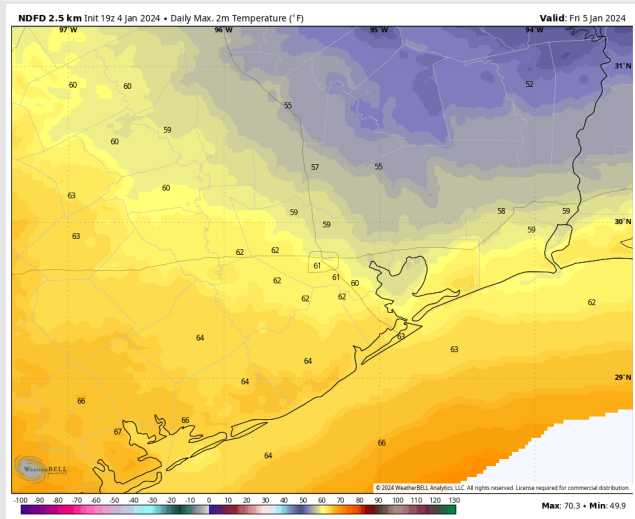 NDFD 2.5 km Init 19z 4 Jan 2024 • Daily Max. 2m Temperature (°F) Valid: Fri 5 Jan 2024
97°W 96°W 95°W 94°W
31°N
60 60 52
55
59
60
57 55
60
63
59 58 59
30°N
59 59
63
62 62
61
61
62 60
62 62 62
64 63
63
64
64
29°N
66
66
67
66
64
WeatherBELL
© 2024 WeatherBELL Analytics, LLC. All rights reserved. License required for commercial distribution.
-100 -90 -80 -70 -60 -50 -40 -30 -20 -10 0 10 20 30 40 50 60 70 80 90 100 110 120 130
Max: 70.3 • Min: 49.9